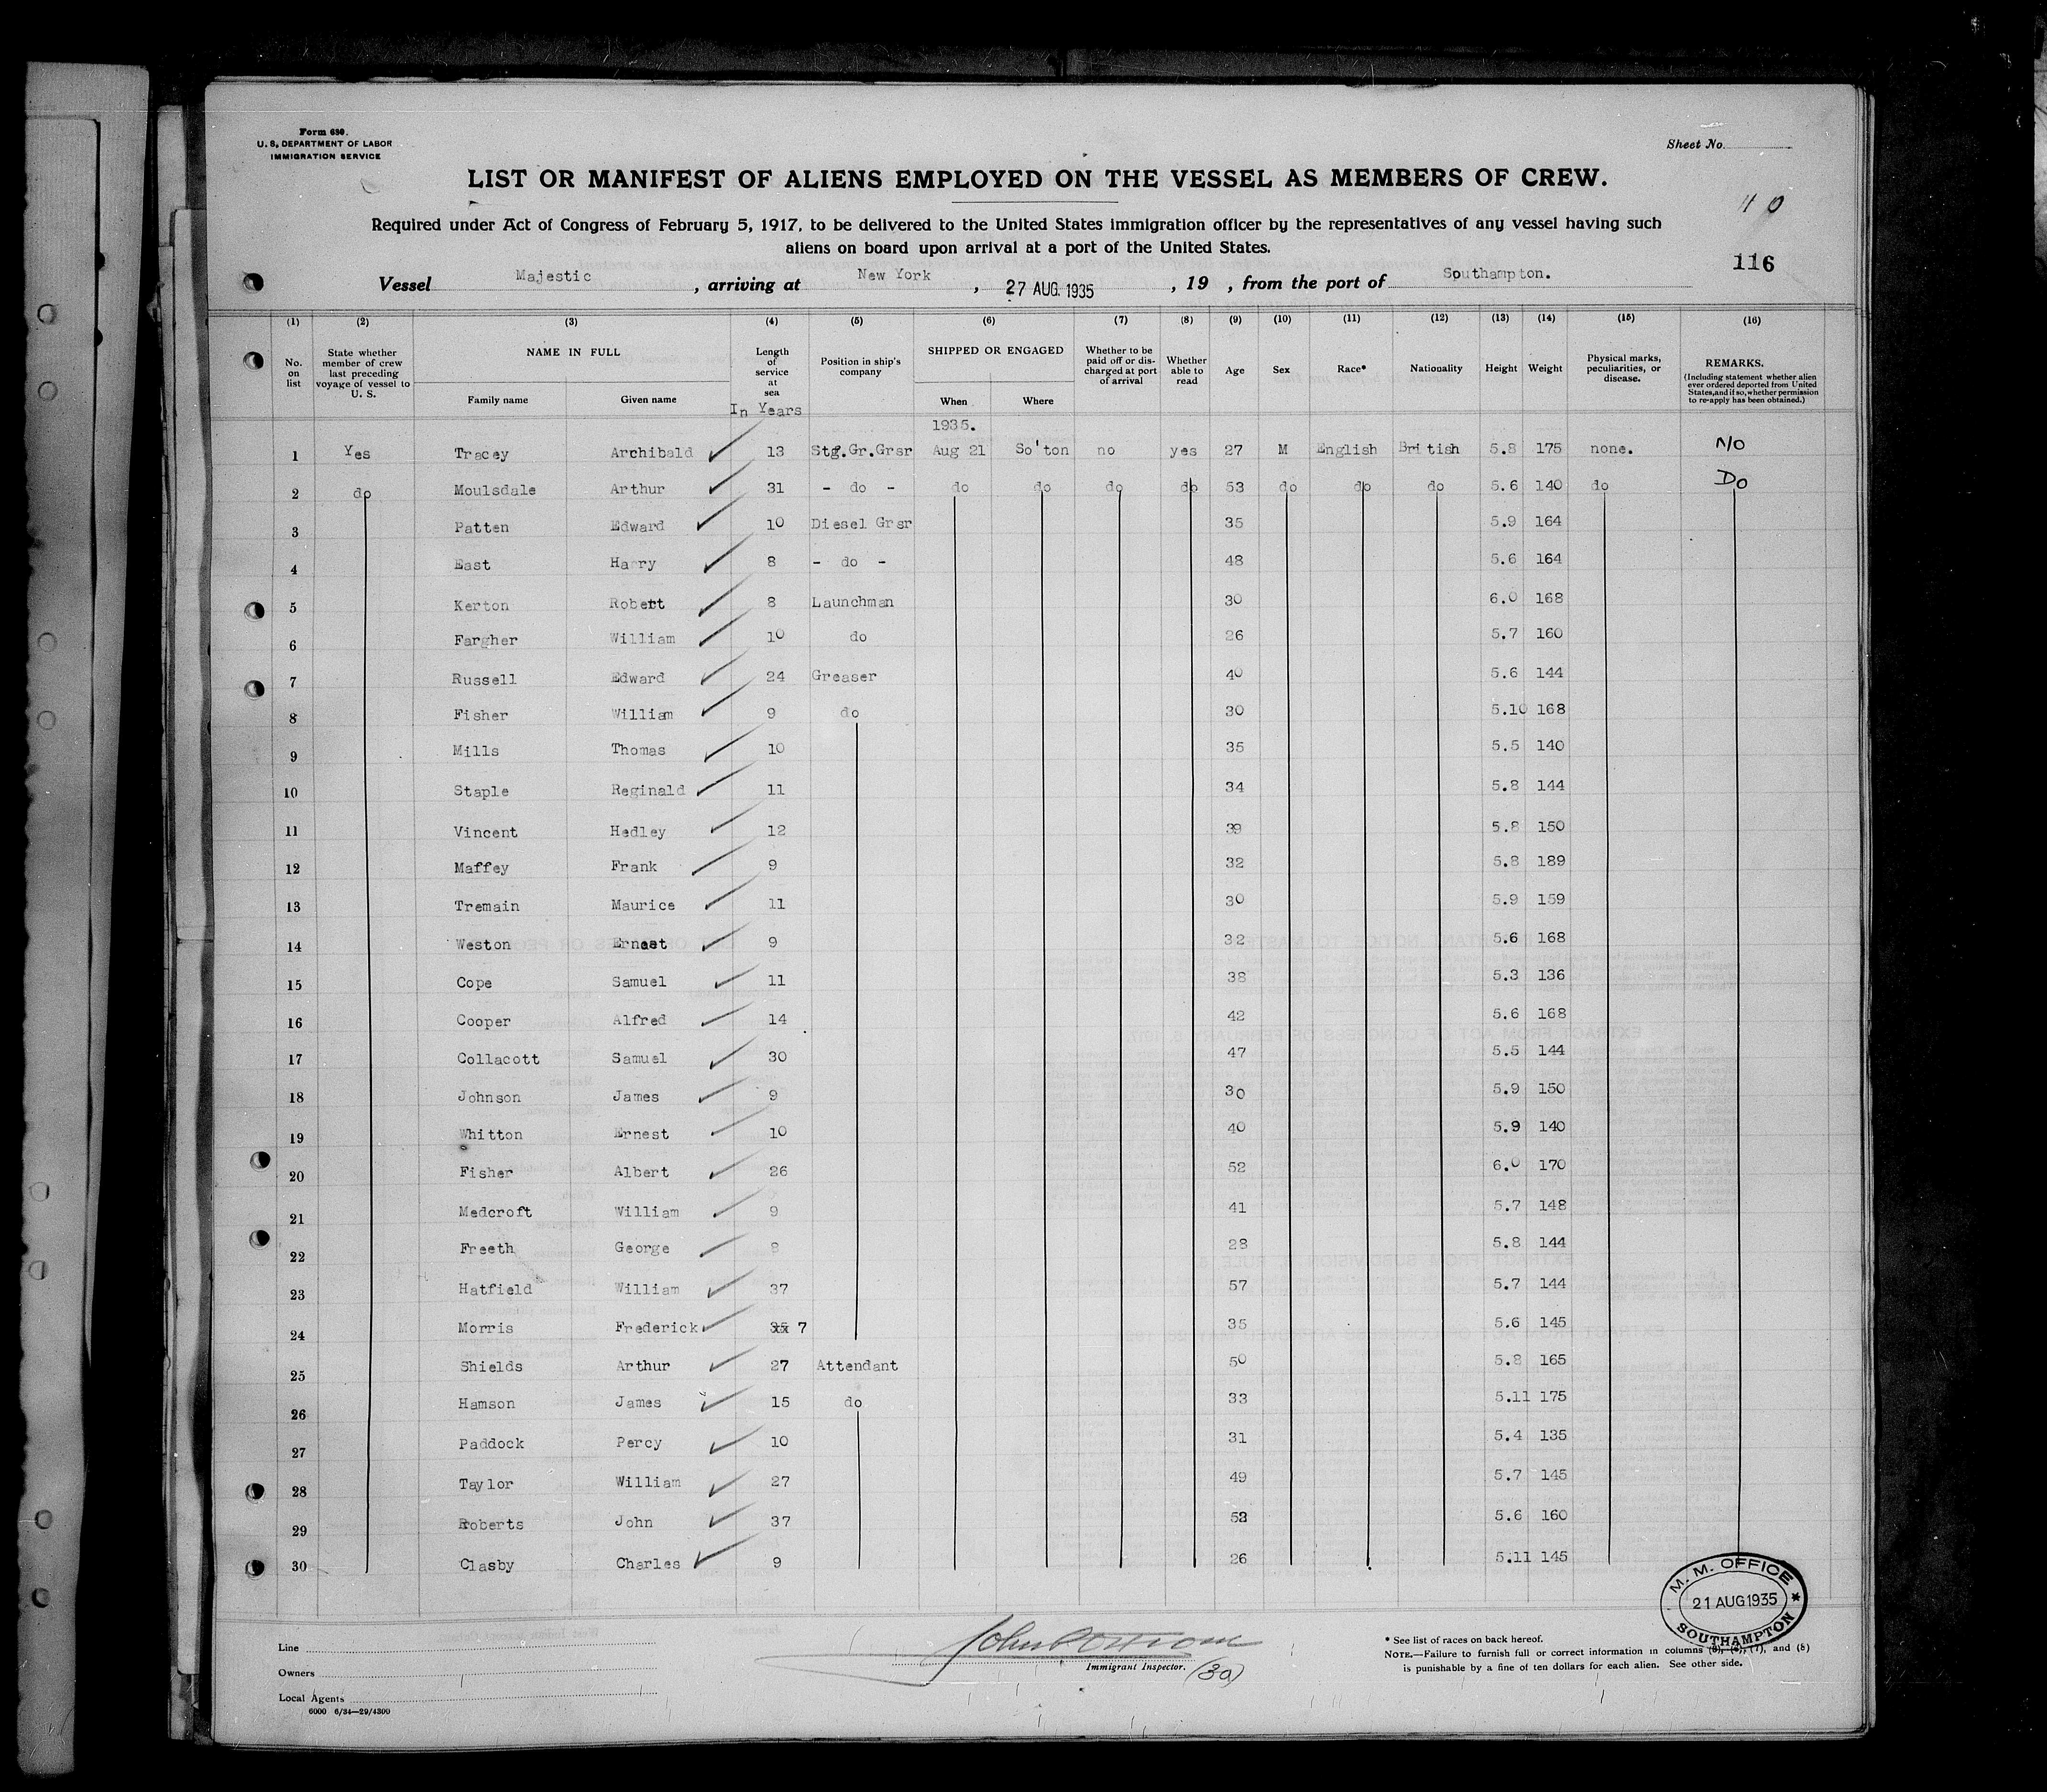 Form 680.
U. S. DEPARTMENT OF LABOR
IMMIGRATION SERVICE
Sheet No.
LIST OR MANIFEST OF ALIENS EMPLOYED ON THE VESSEL AS MEMBERS OF CREW.
40
Required under Act of Congress of February 5, 1917, to be delivered to the United States immigration officer by the representatives of any vessel having such
aliens on board upon arrival at a port of the United States.
116
Vessel Majestic, arriving at New York, 27 AUG. 1935, 19 , from the port of Southampton.
(1) (2) (3) (4) (5) (6) (7) (8) (9) (10) (11) (12) (13) (14) (15) (16)
No. on list
State whether member of crew last preceding voyage of vessel to U. S.
NAME IN FULL
Family name
Given name
Length of service at sea
In Years
Position in ship's company
SHIPPED OR ENGAGED
When
Where
Whether to be paid off or discharged at port of arrival
Whether able to read
Age
Sex
Race*
Nationality
Height
Weight
Physical marks, peculiarities, or disease.
REMARKS.
(Including statement whether alien ever ordered deported from United States, and if so, whether permission to re-apply has been obtained.)
1935.
1 Yes Tracey Archibald 13 Stg.Gr.Grsr Aug 21 So'ton no yes 27 M English British 5.8 175 none. N/O
2 do Moulsdale Arthur 31 - do - do do do do 53 do do do 5.6 140 do Do
3 Patten Edward 10 Diesel Grsr 35 5.9 164
4 East Harry 8 - do - 48 5.6 164
5 Kerton Robert 8 Launchman 30 6.0 168
6 Fargher William 10 do 26 5.7 160
7 Russell Edward 24 Greaser 40 5.6 144
8 Fisher William 9 do 30 5.10 168
9 Mills Thomas 10 35 5.5 140
10 Staple Reginald 11 34 5.8 144
11 Vincent Hedley 12 39 5.8 150
12 Maffey Frank 9 32 5.8 189
13 Tremain Maurice 11 30 5.9 159
14 Weston Ernest 9 32 5.6 168
15 Cope Samuel 11 38 5.3 136
16 Cooper Alfred 14 42 5.6 168
17 Collacott Samuel 30 47 5.5 144
18 Johnson James 9 30 5.9 150
19 Whitton Ernest 10 40 5.9 140
20 Fisher Albert 26 52 6.0 170
21 Medcroft William 9 41 5.7 148
22 Freeth George 8 28 5.8 144
23 Hatfield William 37 57 5.7 144
24 Morris Frederick 7 35 5.6 145
25 Shields Arthur 27 Attendant 50 5.8 165
26 Hamson James 15 do 33 5.11 175
27 Paddock Percy 10 31 5.4 135
28 Taylor William 27 49 5.7 145
29 Roberts John 37 5.6 160
30 Clasby Charles 9 26 5.11 145
M. M. OFFICE
21 AUG 1935
SOUTHAMPTON
Line
Owners
Local Agents
6000 6/34—29/4300
Immigrant Inspector. (30)
* See list of races on back hereof.
NOTE.—Failure to furnish full or correct information in columns (3), (6), (7), and (8)
is punishable by a fine of ten dollars for each alien. See other side.